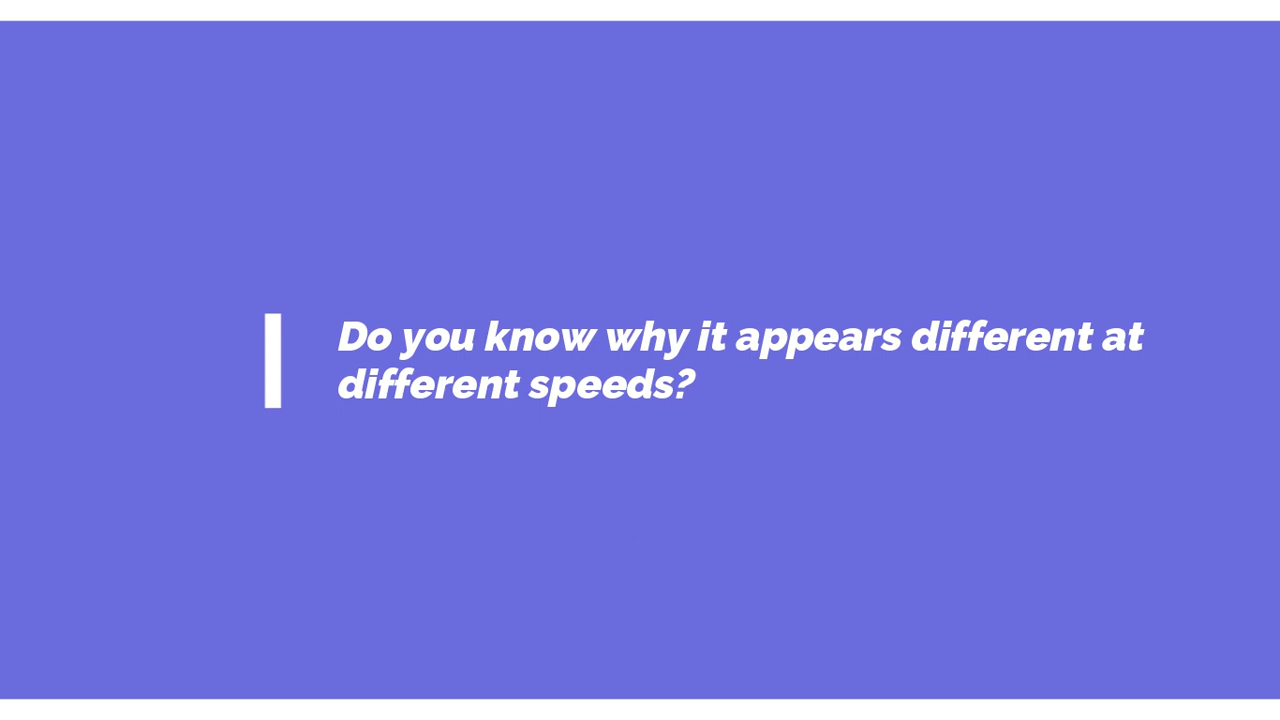 Do you know why it appears different at
different speeds?